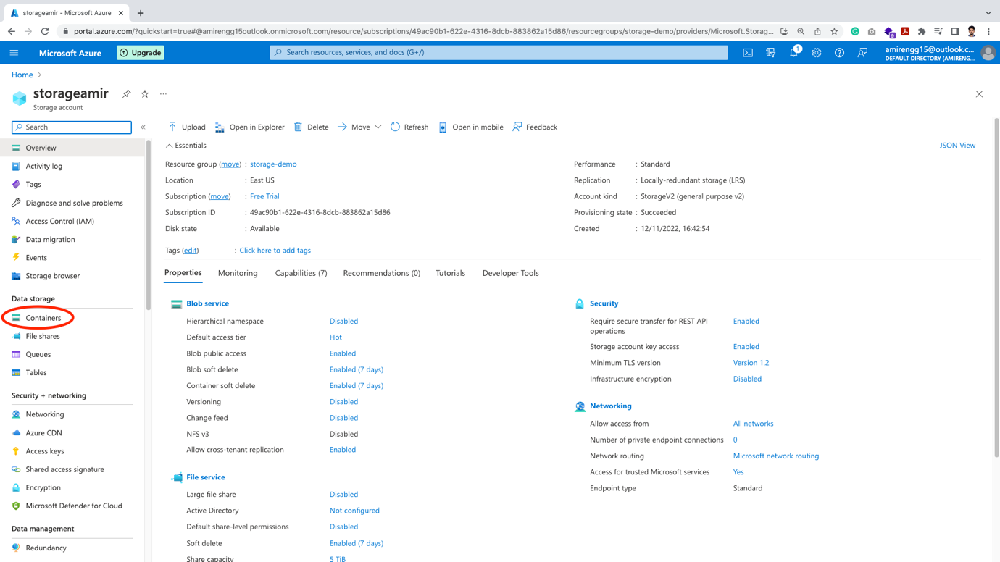 storageamir - Microsoft Azure
portal.azure.com/?quickstart=true#@amirengg15outlook.onmicrosoft.com/resource/subscriptions/49ac90b1-622e-4316-8dcb-883862a15d86/resourcegroups/storage-demo/providers/Microsoft.Storag...
9
Microsoft Azure
Upgrade
Search resources, services, and docs (G+/)
1
amirengg15@outlook.c...
DEFAULT DIRECTORY (AMIRENG...
Home
storageamir
Storage account
Search
Overview
Activity log
Tags
Diagnose and solve problems
Access Control (IAM)
Data migration
Events
Storage browser
Data storage
Containers
File shares
Queues
Tables
Security + networking
Networking
Azure CDN
Access keys
Shared access signature
Encryption
Microsoft Defender for Cloud
Data management
Redundancy
Upload Open in Explorer Delete Move Refresh Open in mobile Feedback
Essentials
JSON View
Resource group (move) : storage-demo
Location : East US
Subscription (move) : Free Trial
Subscription ID : 49ac90b1-622e-4316-8dcb-883862a15d86
Disk state : Available
Performance : Standard
Replication : Locally-redundant storage (LRS)
Account kind : StorageV2 (general purpose v2)
Provisioning state : Succeeded
Created : 12/11/2022, 16:42:54
Tags (edit) : Click here to add tags
Properties Monitoring Capabilities (7) Recommendations (0) Tutorials Developer Tools
Blob service
Hierarchical namespace Disabled
Default access tier Hot
Blob public access Enabled
Blob soft delete Enabled (7 days)
Container soft delete Enabled (7 days)
Versioning Disabled
Change feed Disabled
NFS v3 Disabled
Allow cross-tenant replication Enabled
File service
Large file share Disabled
Active Directory Not configured
Default share-level permissions Disabled
Soft delete Enabled (7 days)
Share capacity 5 TiB
Security
Require secure transfer for REST API Enabled
operations
Storage account key access Enabled
Minimum TLS version Version 1.2
Infrastructure encryption Disabled
Networking
Allow access from All networks
Number of private endpoint connections 0
Network routing Microsoft network routing
Access for trusted Microsoft services Yes
Endpoint type Standard